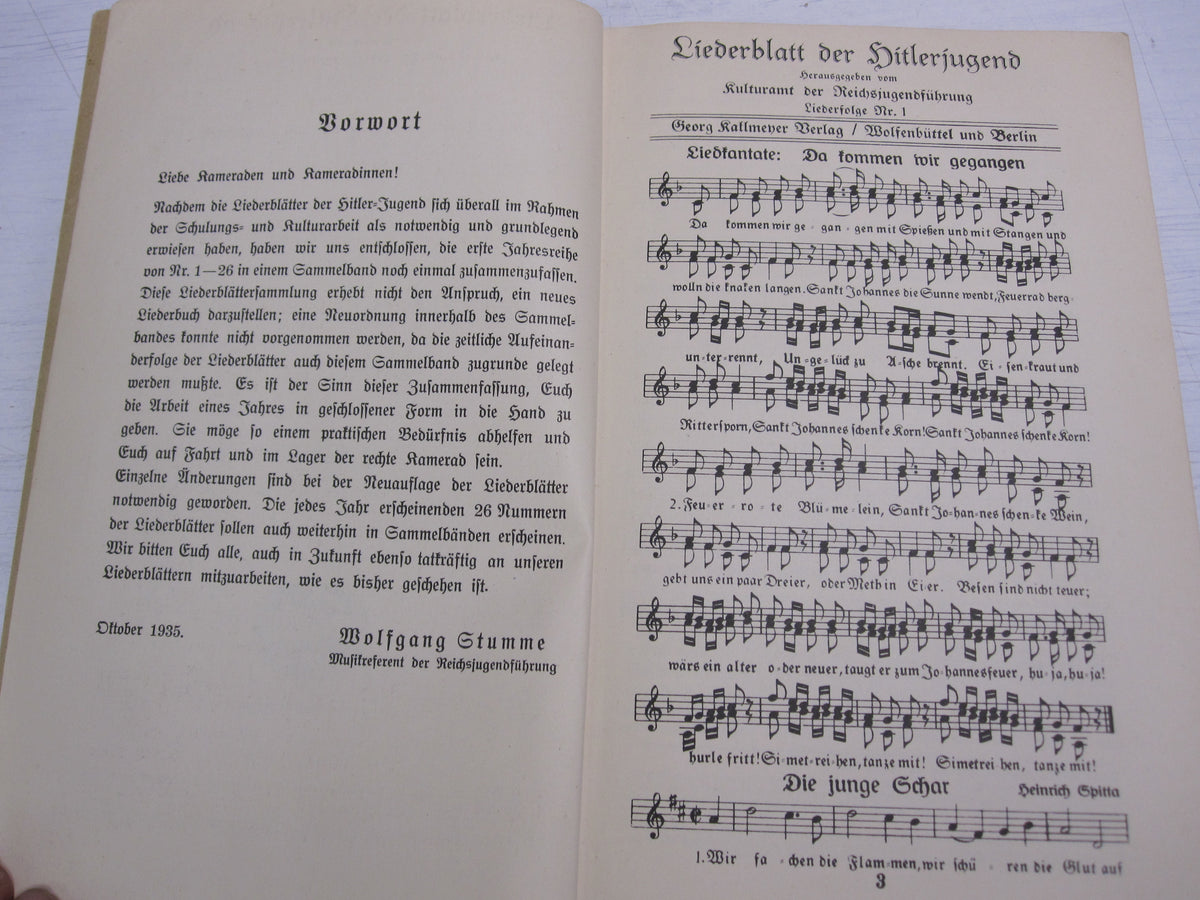 Vorwort
Liebe Kameraden und Kameradinnen!
Nachdem die Liederblätter der Hitler-Jugend sich überall im Rahmen
der Schulungs- und Kulturarbeit als notwendig und grundlegend
erwiesen haben, haben wir uns entschlossen, die erste Jahresreihe
von Nr. 1—26 in einem Sammelband noch einmal zusammenzufassen.
Diese Liederblättersammlung erhebt nicht den Anspruch, ein neues
Liederbuch darzustellen; eine Neuordnung innerhalb des Sammel-
bandes konnte nicht vorgenommen werden, da die zeitliche Aufeinan-
derfolge der Liederblätter auch diesem Sammelband zugrunde gelegt
werden mußte. Es ist der Sinn dieser Zusammenfassung, Euch
die Arbeit eines Jahres in geschlossener Form in die Hand zu
geben. Sie möge so einem praktischen Bedürfnis abhelfen und
Euch auf Fahrt und im Lager der rechte Kamerad sein.
Einzelne Änderungen sind bei der Neuauflage der Liederblätter
notwendig geworden. Die jedes Jahr erscheinenden 26 Nummern
der Liederblätter sollen auch weiterhin in Sammelbänden erscheinen.
Wir bitten Euch alle, auch in Zukunft ebenso tatkräftig an unseren
Liederblättern mitzuarbeiten, wie es bisher geschehen ist.
Oktober 1935.
Wolfgang Stumme
Musikreferent der Reichsjugendführung
Liederblatt der Hitlerjugend
Herausgegeben vom
Kulturamt der Reichsjugendführung
Liederfolge Nr. 1
Georg Kallmeyer Verlag / Wolfenbüttel und Berlin
Liedkantate: Da kommen wir gegangen
Da kommen wir ge-gan-gen mit Spießen und mit Stangen und
wolln die Knaken langen. Sankt Johannes die Sunne wendt, Feuerrad berg-
un-ter-rennt, Un-ge-lück zu A-sche brennt. Ei-sen-kraut und
Rittersporn, Sankt Johannes schenke Korn! Sankt Johannes schenke Korn!
2. Feu-er-ro-te Blü-me-lein, Sankt Jo-han-nes schen-ke Wein,
gebt uns ein paar Dreier, oder Meth in Eier. Besen sind nicht teuer;
wärs ein alter o-der neuer, taugt er zum Jo-hannesfeuer, hu-ja, hu-ja!
hurle fritt! Si-met-rei-hen, tanze mit! Simetrei-hen, tanze mit!
Die junge Schar Heinrich Spitta
1. Wir fa-chen die Flam-men, wir schü-ren die Glut auf
3